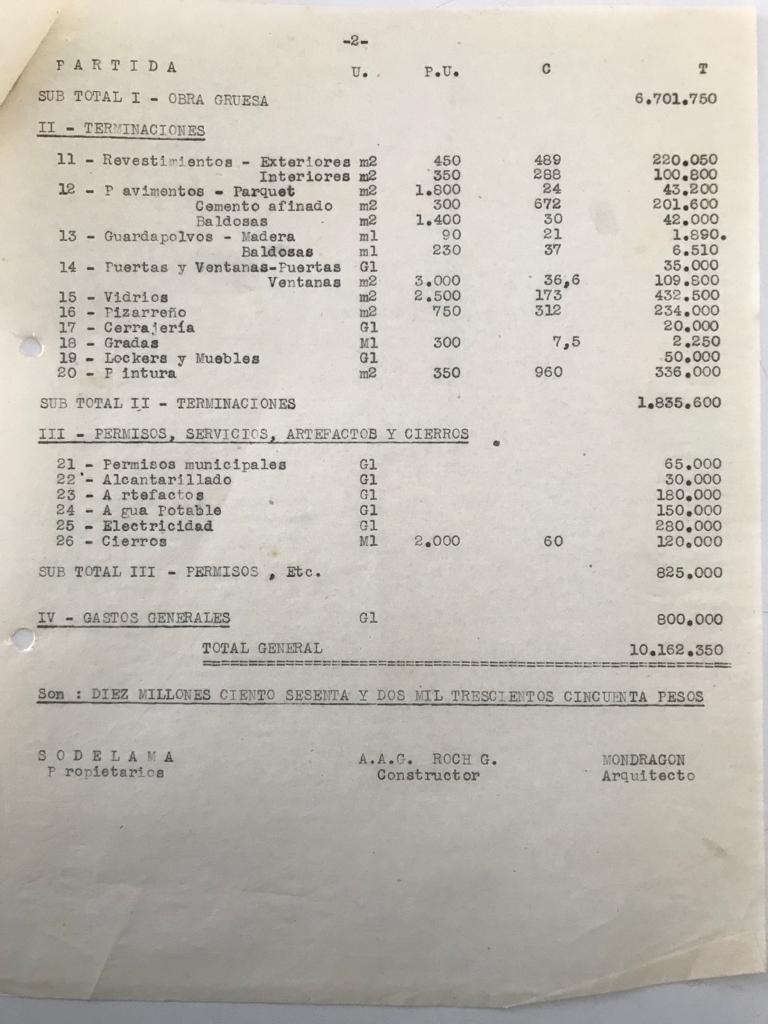 -2-
PARTIDA U. P.U. C T
SUB TOTAL I - OBRA GRUESA 6.701.750
II - TERMINACIONES
11 - Revestimientos - Exteriores m2 450 489 220.050
Interiores m2 350 288 100.800
12 - P avimentos - Parquet m2 1.800 24 43.200
Cemento afinado m2 300 672 201.600
Baldosas m2 1.400 30 42.000
13 - Guardapolvos - Madera ml 90 21 1.890.
Baldosas ml 230 37 6.510
14 - Puertas y Ventanas-Puertas Gl 35.000
Ventanas m2 3.000 36,6 109.800
15 - Vidrios m2 2.500 173 432.500
16 - Pizarreño m2 750 312 234.000
17 - Cerrajería Gl 20.000
18 - Gradas Ml 300 7,5 2.250
19 - Lockers y Muebles Gl 50.000
20 - P intura m2 350 960 336.000
SUB TOTAL II - TERMINACIONES 1.835.600
III - PERMISOS, SERVICIOS, ARTEFACTOS Y CIERROS
21 - Permisos municipales Gl 65.000
22 - Alcantarillado Gl 30.000
23 - A rtefactos Gl 180.000
24 - A gua Potable Gl 150.000
25 - Electricidad Gl 280.000
26 - Cierros Ml 2.000 60 120.000
SUB TOTAL III - PERMISOS , Etc. 825.000
IV - GASTOS GENERALES Gl 800.000
TOTAL GENERAL 10.162.350
Son : DIEZ MILLONES CIENTO SESENTA Y DOS MIL TRESCIENTOS CINCUENTA PESOS
S O D E L A M A A.A.G. ROCH G. MONDRAGON
P ropietarios Constructor Arquitecto